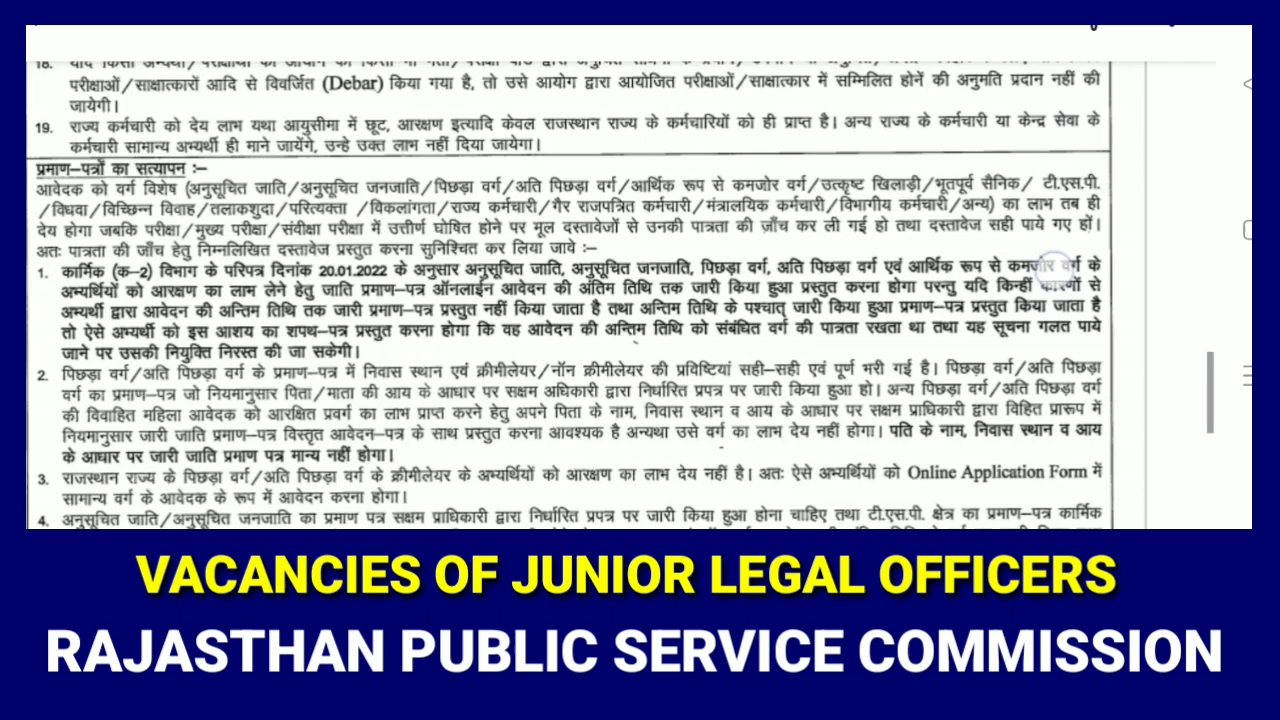 18. यदि किसी अभ्यर्थी/परीक्षार्थी को आयोग
परीक्षाओं/साक्षात्कारों आदि से विवर्जित (Debar) किया गया है, तो उसे आयोग द्वारा आयोजित परीक्षाओं/साक्षात्कार में सम्मिलित होनें की अनुमति प्रदान नहीं की
जायेगी।
19. राज्य कर्मचारी को देय लाभ यथा आयुसीमा में छूट, आरक्षण इत्यादि केवल राजस्थान राज्य के कर्मचारियों को ही प्राप्त है। अन्य राज्य के कर्मचारी या केन्द्र सेवा के
कर्मचारी सामान्य अभ्यर्थी ही माने जायेंगे, उन्हे उक्त लाभ नहीं दिया जायेगा।
प्रमाण–पत्रों का सत्यापन :–
आवेदक को वर्ग विशेष (अनुसूचित जाति/अनुसूचित जनजाति/पिछड़ा वर्ग/अति पिछड़ा वर्ग/आर्थिक रूप से कमजोर वर्ग/उत्कृष्ट खिलाड़ी/भूतपूर्व सैनिक/ टी.एस.पी.
/विधवा/विच्छिन्न विवाह/तलाकशुदा/परित्यक्ता /विकलांगता/राज्य कर्मचारी/गैर राजपत्रित कर्मचारी/मंत्रालयिक कर्मचारी/विभागीय कर्मचारी/अन्य) का लाभ तब ही
देय होगा जबकि परीक्षा/मुख्य परीक्षा/संवीक्षा परीक्षा में उत्तीर्ण घोषित होने पर मूल दस्तावेजों से उनकी पात्रता की ज़ॉंच कर ली गई हो तथा दस्तावेज सही पाये गए हों।
अतः पात्रता की जॉंच हेतु निम्नलिखित दस्तावेज प्रस्तुत करना सुनिश्चित कर लिया जावे :–
1. कार्मिक (क–2) विभाग के परिपत्र दिनांक 20.01.2022 के अनुसार अनुसूचित जाति, अनुसूचित जनजाति, पिछड़ा वर्ग, अति पिछड़ा वर्ग एवं आर्थिक रूप से कमजोर वर्ग के
अभ्यर्थियों को आरक्षण का लाभ लेने हेतु जाति प्रमाण–पत्र ऑनलाईन आवेदन की अंतिम तिथि तक जारी किया हुआ प्रस्तुत करना होगा परन्तु यदि किन्हीं कारणों से
अभ्यर्थी द्वारा आवेदन की अन्तिम तिथि तक जारी प्रमाण–पत्र प्रस्तुत नहीं किया जाता है तथा अन्तिम तिथि के पश्चात् जारी किया हुआ प्रमाण–पत्र प्रस्तुत किया जाता है
तो ऐसे अभ्यर्थी को इस आशय का शपथ–पत्र प्रस्तुत करना होगा कि वह आवेदन की अन्तिम तिथि को संबंधित वर्ग की पात्रता रखता था तथा यह सूचना गलत पाये
जाने पर उसकी नियुक्ति निरस्त की जा सकेगी।
2. पिछड़ा वर्ग/अति पिछड़ा वर्ग के प्रमाण–पत्र में निवास स्थान एवं क्रीमीलेयर/नॉन क्रीमीलेयर की प्रविष्टियां सही–सही एवं पूर्ण भरी गई है। पिछड़ा वर्ग/अति पिछड़ा
वर्ग का प्रमाण–पत्र जो नियमानुसार पिता/माता की आय के आधार पर सक्षम अधिकारी द्वारा निर्धारित प्रपत्र पर जारी किया हुआ हो। अन्य पिछड़ा वर्ग/अति पिछड़ा वर्ग
की विवाहित महिला आवेदक को आरक्षित प्रवर्ग का लाभ प्राप्त करने हेतु अपने पिता के नाम, निवास स्थान व आय के आधार पर सक्षम प्राधिकारी द्वारा विहित प्रारूप में
नियमानुसार जारी जाति प्रमाण–पत्र विस्तृत आवेदन–पत्र के साथ प्रस्तुत करना आवश्यक है अन्यथा उसे वर्ग का लाभ देय नहीं होगा। पति के नाम, निवास स्थान व आय
के आधार पर जारी जाति प्रमाण पत्र मान्य नहीं होगा।
3. राजस्थान राज्य के पिछड़ा वर्ग/अति पिछड़ा वर्ग के क्रीमीलेयर के अभ्यर्थियों को आरक्षण का लाभ देय नहीं है। अतः ऐसे अभ्यर्थियों को Online Application Form में
सामान्य वर्ग के आवेदक के रूप में आवेदन करना होगा।
4. अनुसूचित जाति/अनुसूचित जनजाति का प्रमाण पत्र सक्षम प्राधिकारी द्वारा निर्धारित प्रपत्र पर जारी किया हुआ होना चाहिए तथा टी.एस.पी. क्षेत्र का प्रमाण–पत्र कार्मिक
VACANCIES OF JUNIOR LEGAL OFFICERS
RAJASTHAN PUBLIC SERVICE COMMISSION